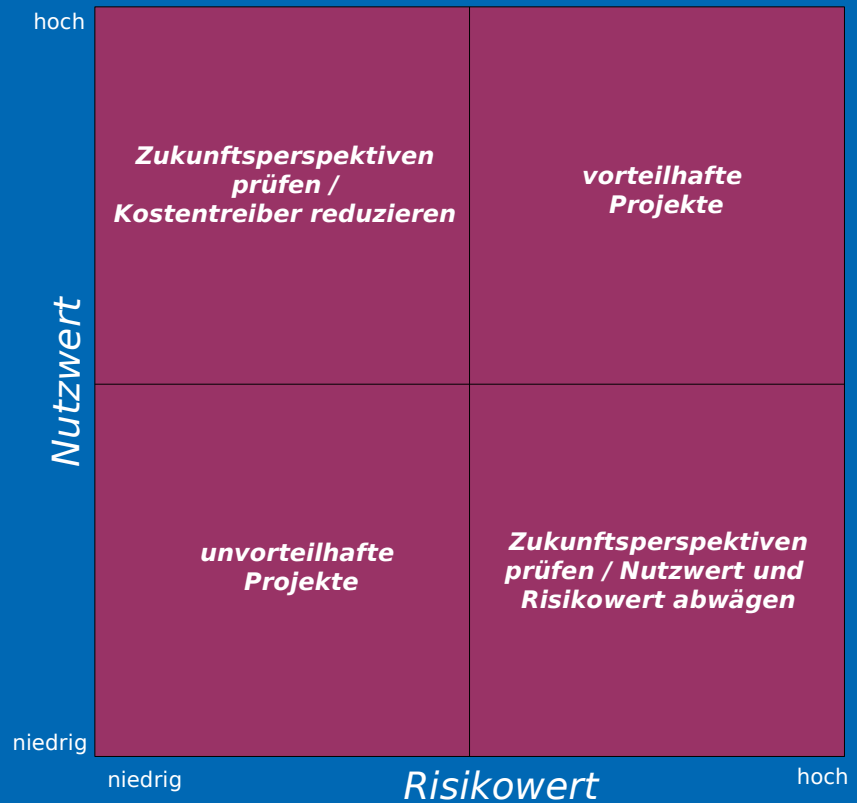 hoch
Zukunftsperspektiven
prüfen /
Kostentreiber reduzieren
vorteilhafte
Projekte
Nutzwert
unvorteilhafte
Projekte
Zukunftsperspektiven
prüfen / Nutzwert und
Risikowert abwägen
niedrig
niedrig
Risikowert
hoch